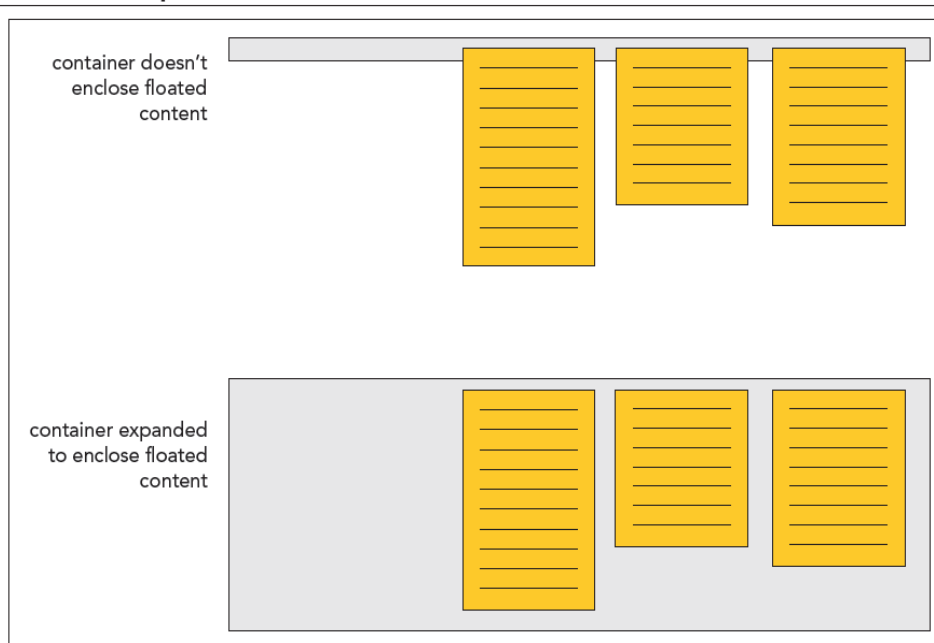 container doesn’t
enclose floated
content
container expanded
to enclose floated
content